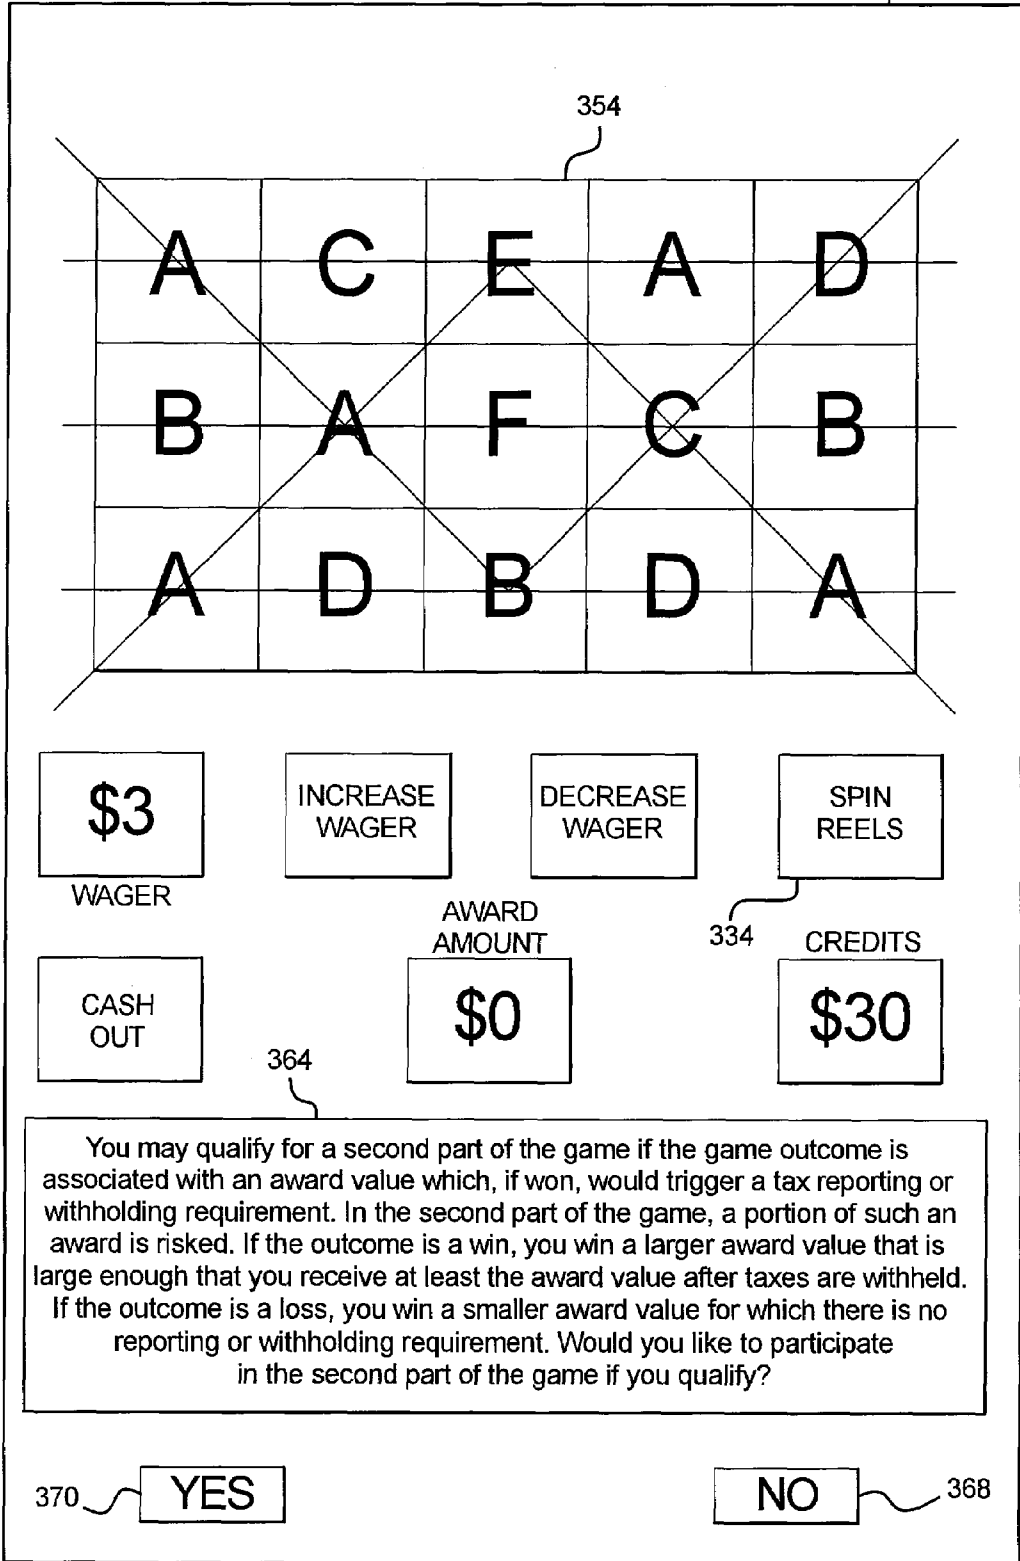 354
A C E A D
B A F C B
A D B D A
$3
INCREASE
WAGER
DECREASE
WAGER
SPIN
REELS
WAGER
334
AWARD
AMOUNT
CREDITS
CASH
OUT
$0
$30
364
You may qualify for a second part of the game if the game outcome is
associated with an award value which, if won, would trigger a tax reporting or
withholding requirement. In the second part of the game, a portion of such an
award is risked. If the outcome is a win, you win a larger award value that is
large enough that you receive at least the award value after taxes are withheld.
If the outcome is a loss, you win a smaller award value for which there is no
reporting or withholding requirement. Would you like to participate
in the second part of the game if you qualify?
370
YES
NO
368